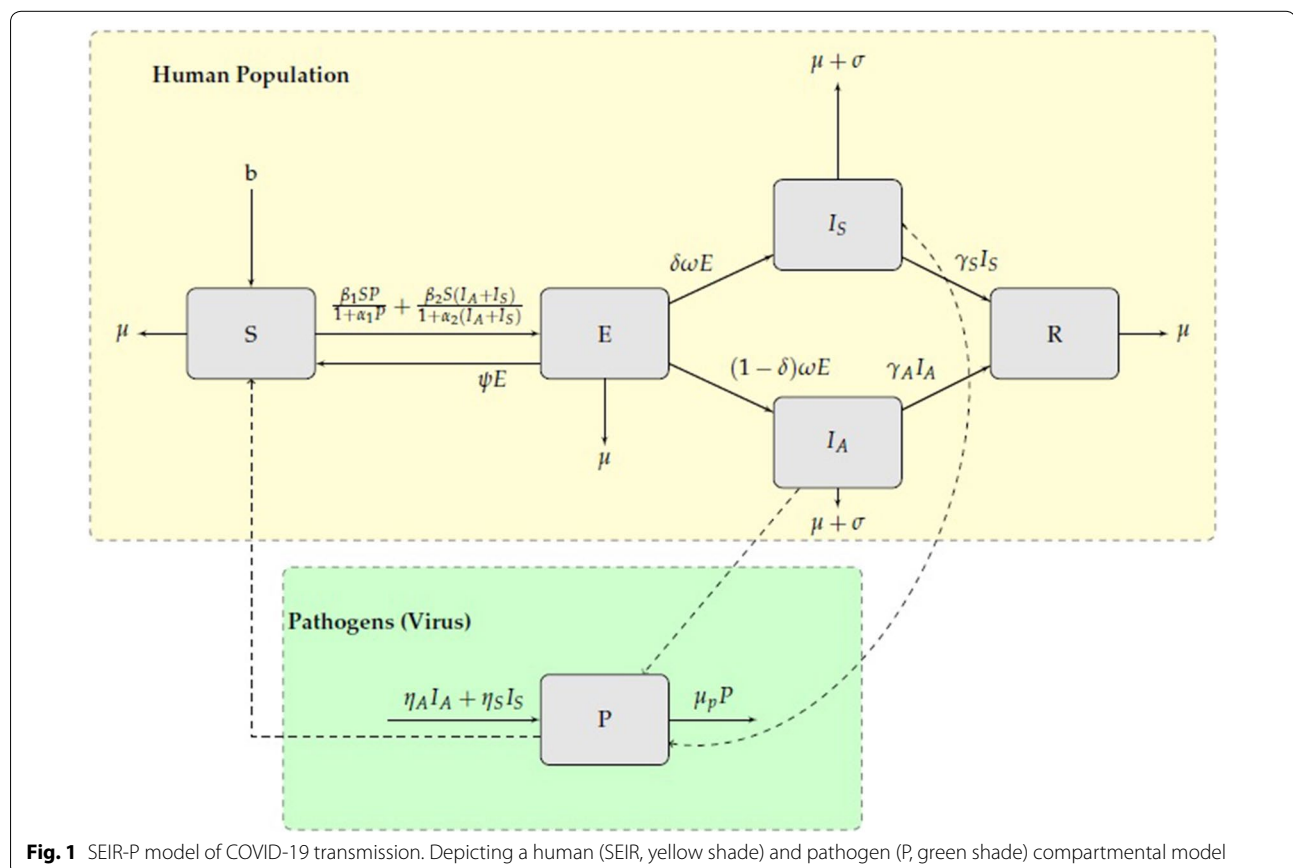 Human Population
μ + σ
b
I_S
δωE
γ_S I_S
β₁SP/(1+α₁P) + β₂S(I_A+I_S)/(1+α₂(I_A+I_S))
μ
S
E
R
μ
ψE
(1 − δ)ωE
γ_A I_A
μ
I_A
μ + σ
Pathogens (Virus)
η_A I_A + η_S I_S
P
μ_p P
Fig. 1 SEIR-P model of COVID-19 transmission. Depicting a human (SEIR, yellow shade) and pathogen (P, green shade) compartmental model